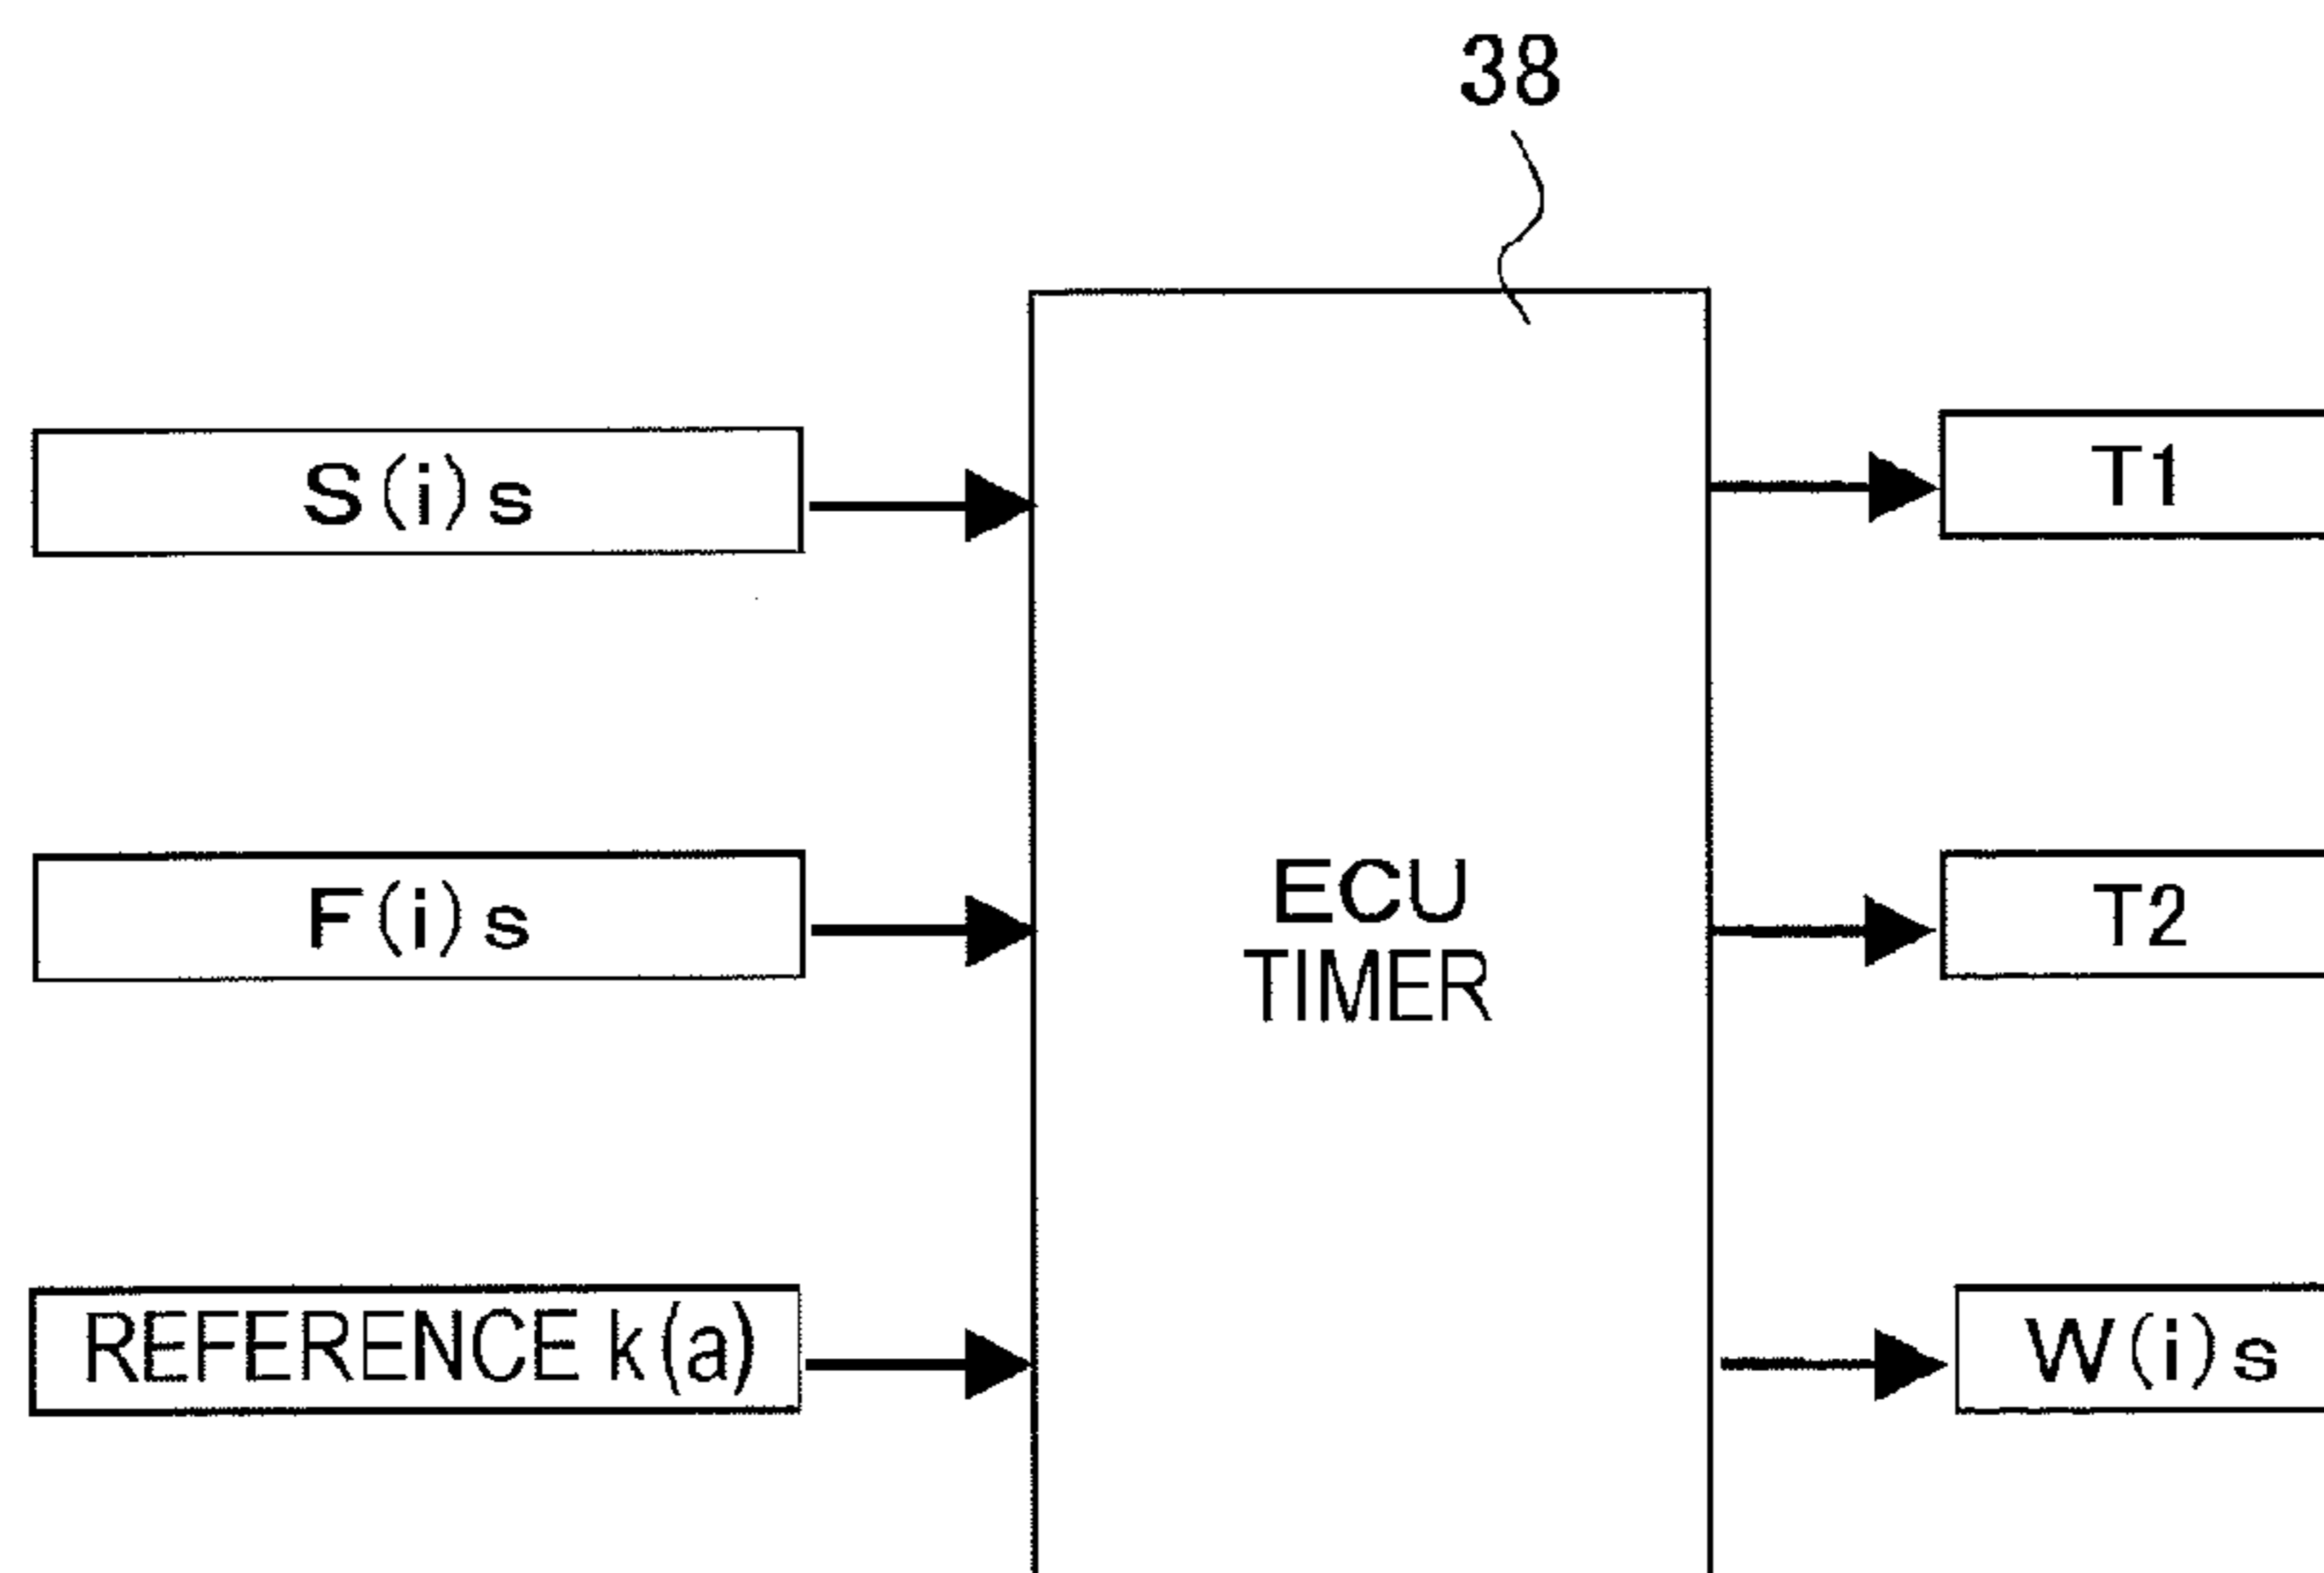 38
S(i)s
T1
F(i)s
ECU
TIMER
T2
REFERENCE k(a)
W(i)s